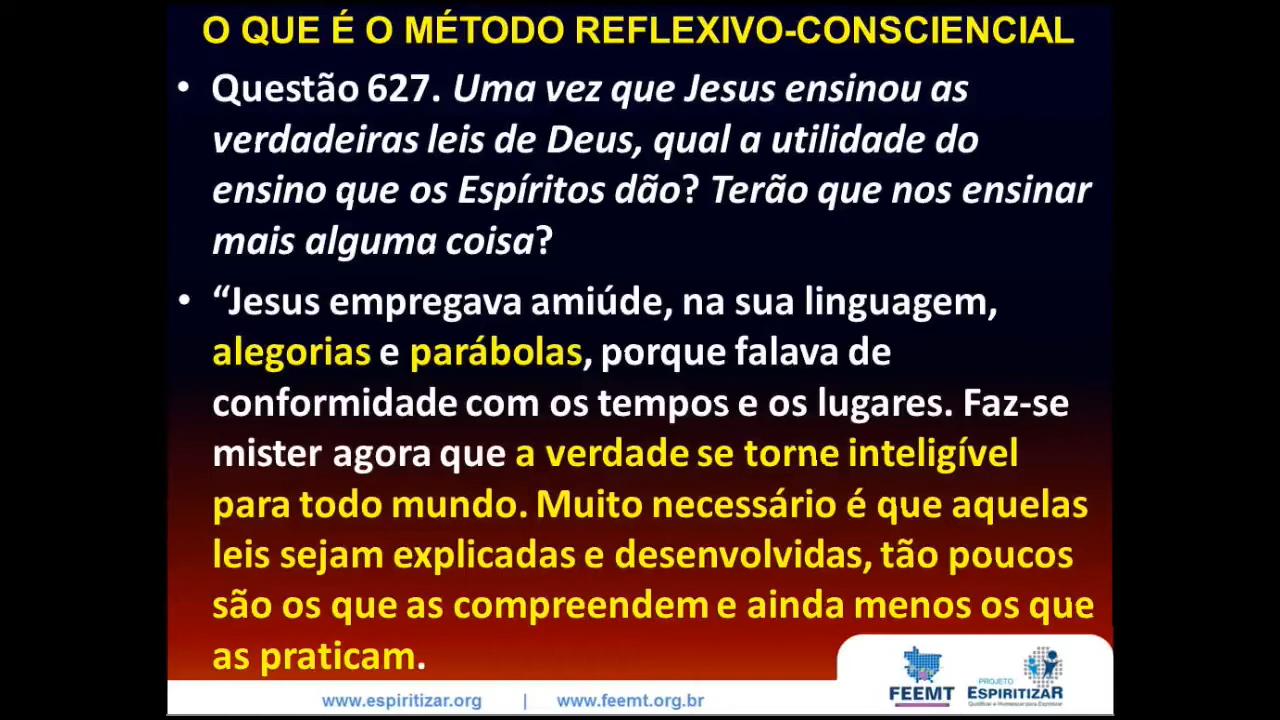 O QUE É O MÉTODO REFLEXIVO-CONSCIENCIAL
• Questão 627. Uma vez que Jesus ensinou as
verdadeiras leis de Deus, qual a utilidade do
ensino que os Espíritos dão? Terão que nos ensinar
mais alguma coisa?
• “Jesus empregava amiúde, na sua linguagem,
alegorias e parábolas, porque falava de
conformidade com os tempos e os lugares. Faz-se
mister agora que a verdade se torne inteligível
para todo mundo. Muito necessário é que aquelas
leis sejam explicadas e desenvolvidas, tão poucos
são os que as compreendem e ainda menos os que
as praticam.
www.espiritizar.org | www.feemt.org.br
FEEMT
PROJETO
ESPIRITIZAR
Qualificar e Humanizar para Espiritizar